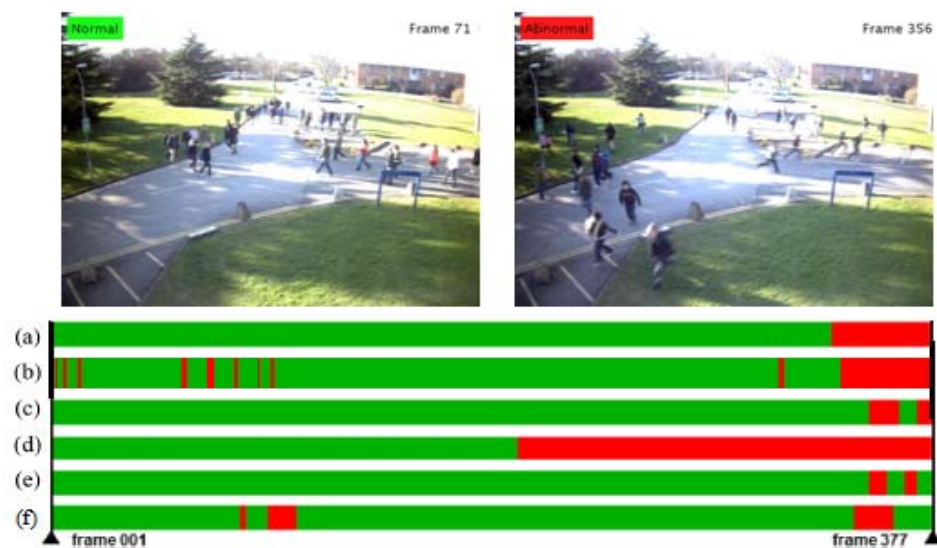 Normal
Frame 71
Abnormal
Frame 356
(a)
(b)
(c)
(d)
(e)
(f)
frame 001
frame 377